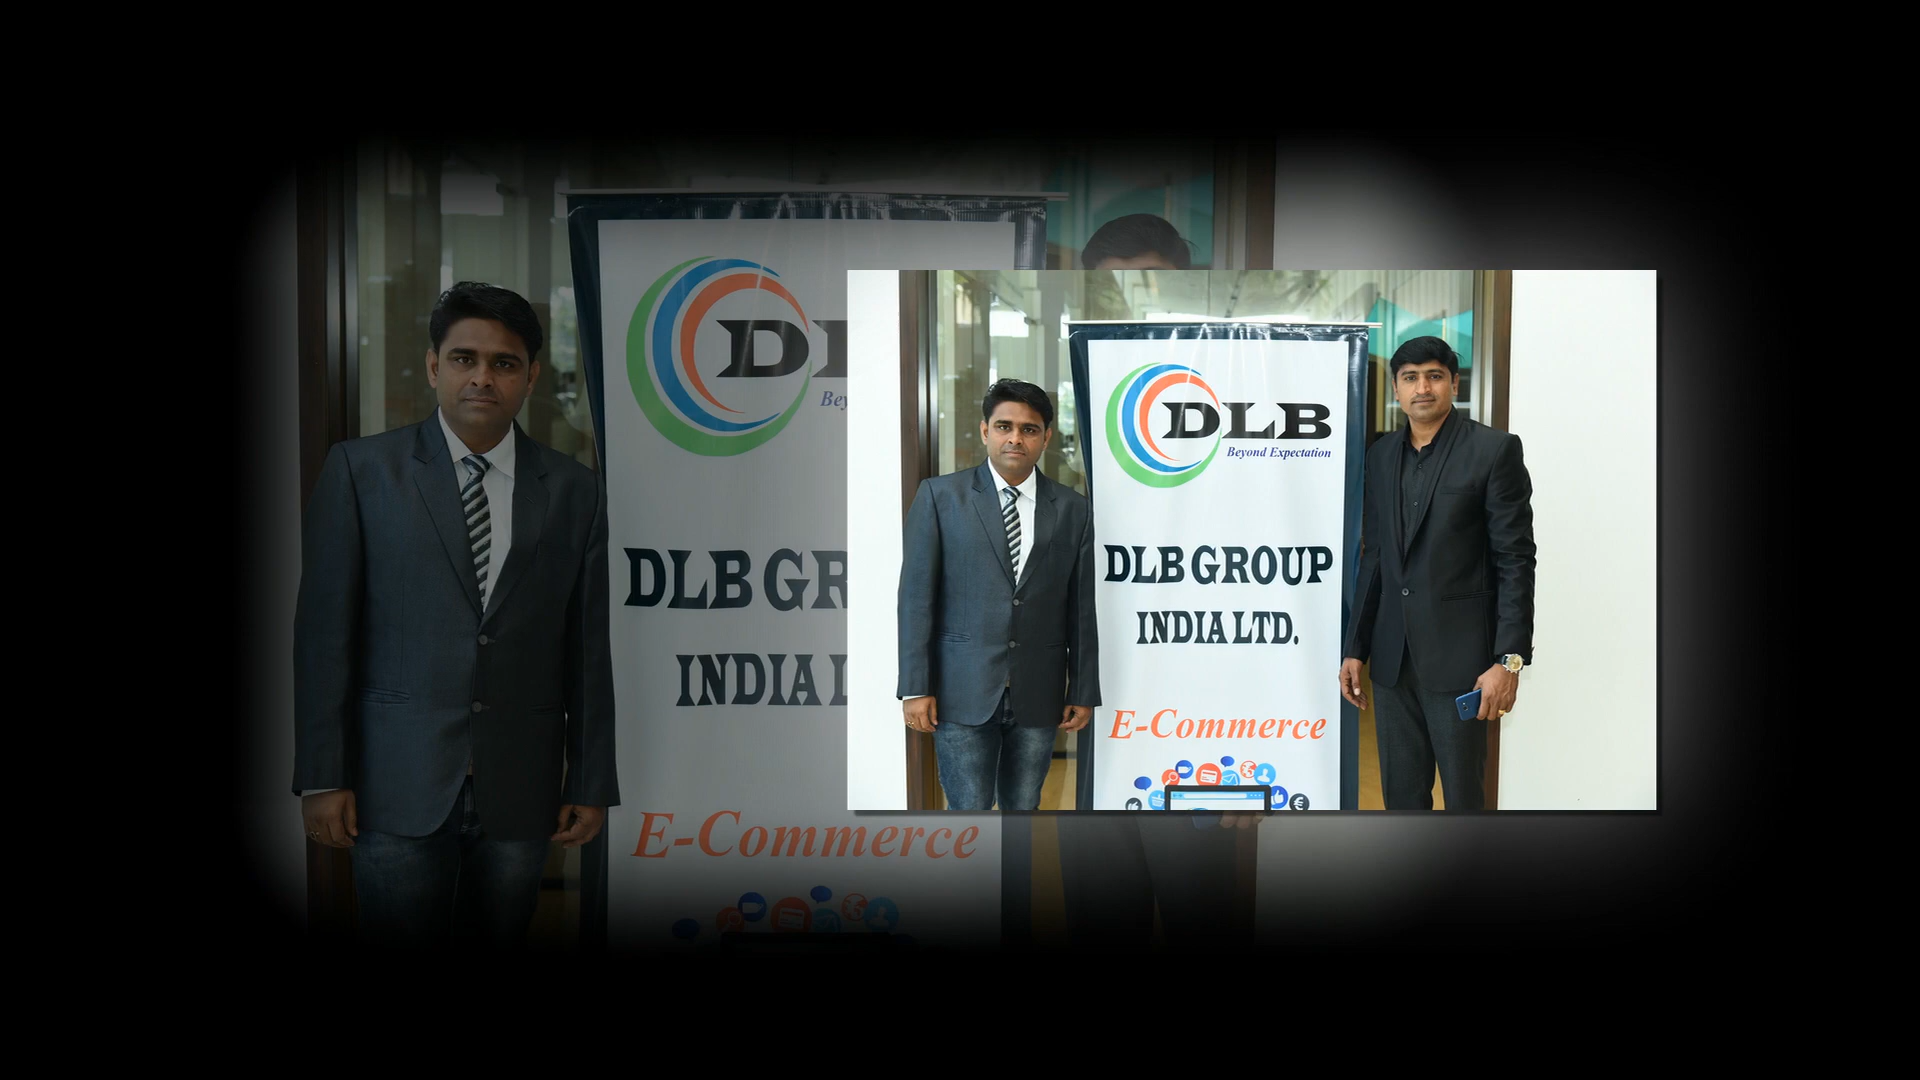 DLB
Beyond Expectation
DLB GROUP
INDIA LTD.
E-Commerce
DL
Bey
DLB GR
INDIA L
E-Commerce